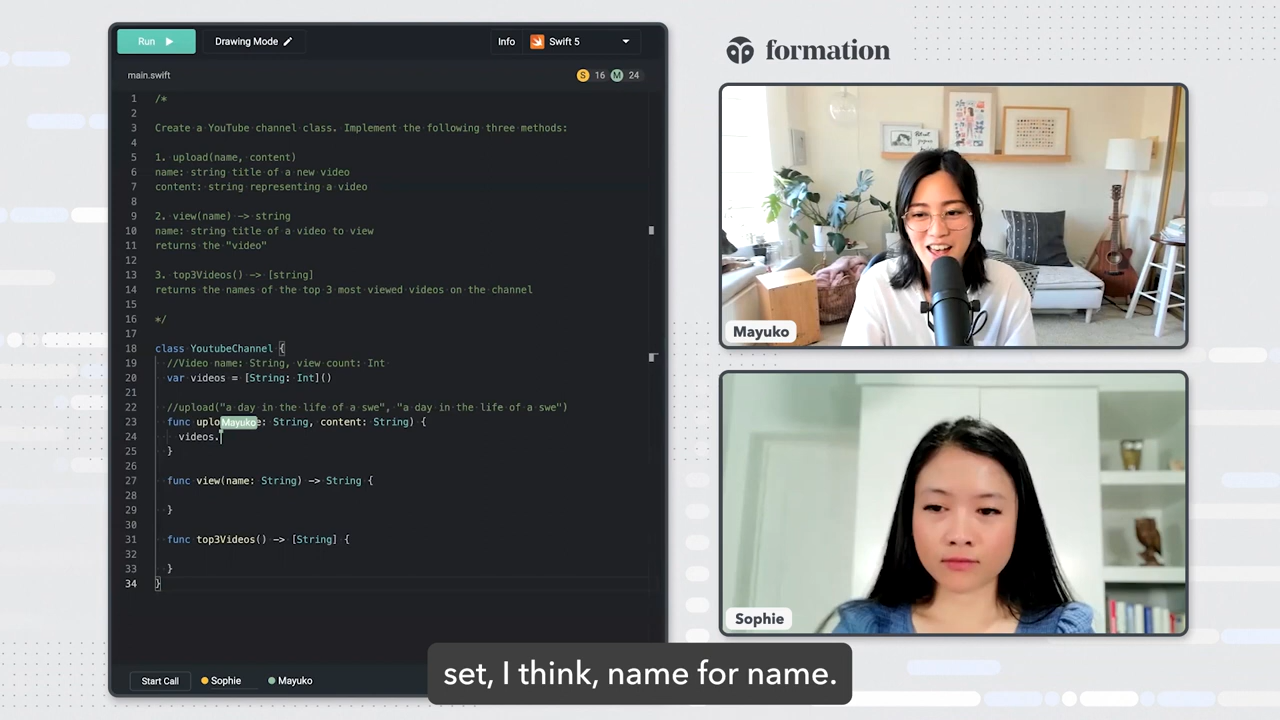 Run
Drawing Mode
Info
Swift 5
main.swift
S 16 M 24
1 /*
2
3 Create a YouTube channel class. Implement the following three methods:
4
5 1. upload(name, content)
6 name: string title of a new video
7 content: string representing a video
8
9 2. view(name) -> string
10 name: string title of a video to view
11 returns the "video"
12
13 3. top3Videos() -> [string]
14 returns the names of the top 3 most viewed videos on the channel
15
16 */
17
18 class YoutubeChannel {
19 //Video name: String, view count: Int
20 var videos = [String: Int]()
21
22 //upload("a day in the life of a swe", "a day in the life of a swe")
23 func uplo Mayuko e: String, content: String) {
24 videos.
25 }
26
27 func view(name: String) -> String {
28
29 }
30
31 func top3Videos() -> [String] {
32
33 }
34 }
Start Call
Sophie
Mayuko
formation
Mayuko
Sophie
set, I think, name for name.